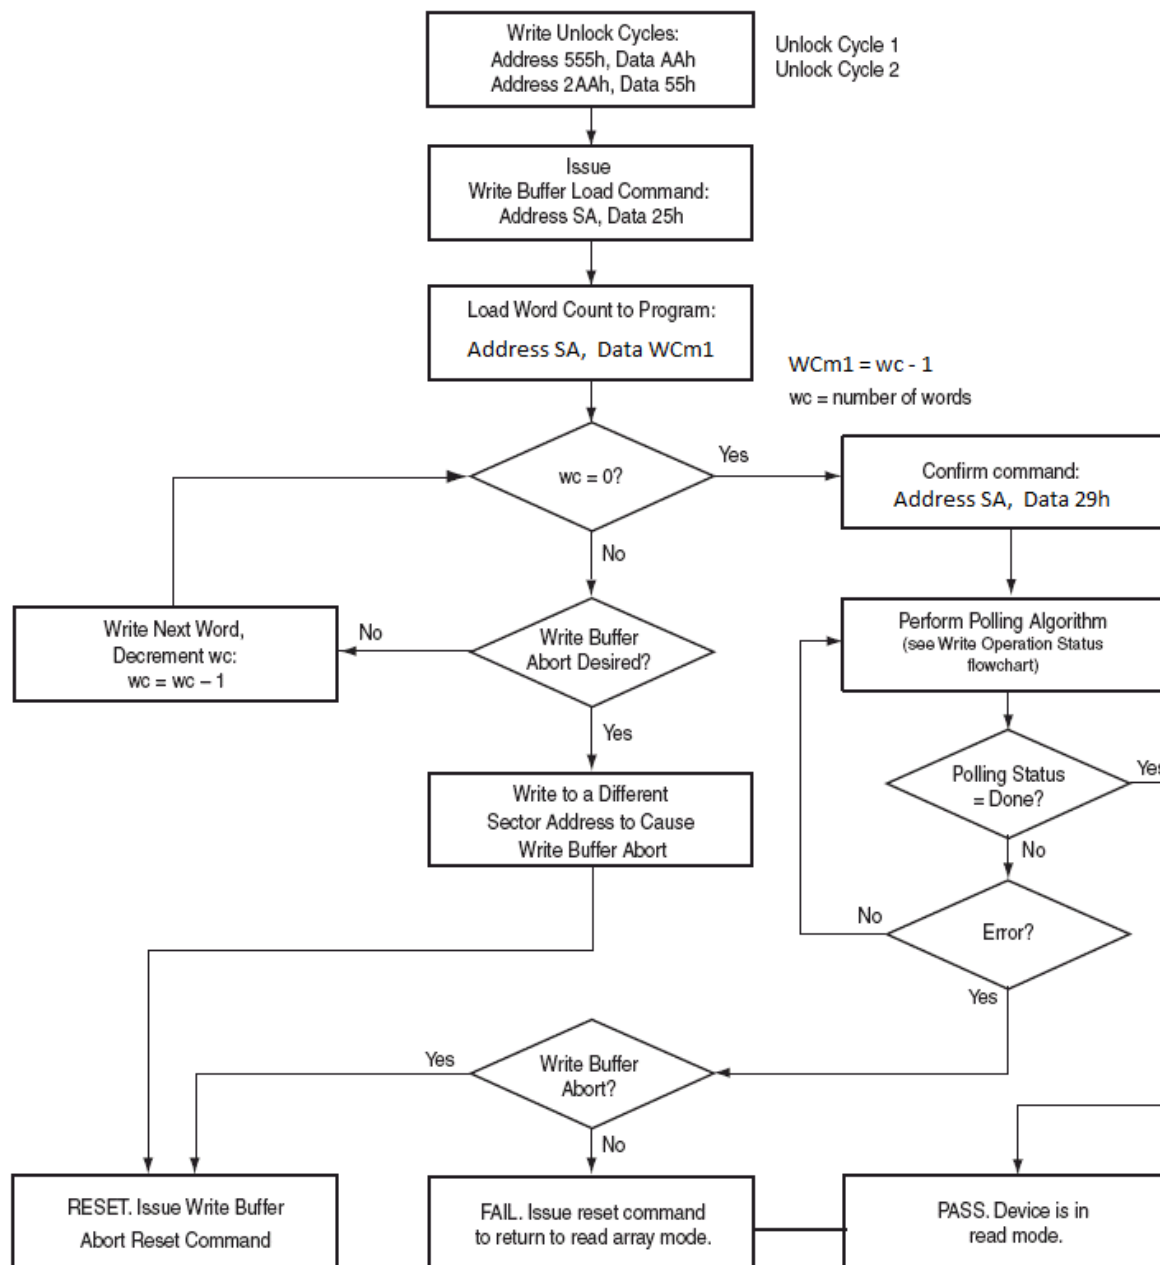 Write Unlock Cycles:
Address 555h, Data AAh
Address 2AAh, Data 55h
Unlock Cycle 1
Unlock Cycle 2
Issue
Write Buffer Load Command:
Address SA, Data 25h
Load Word Count to Program:
Address SA, Data WCm1
WCm1 = wc - 1
wc = number of words
wc = 0?
Yes
Confirm command:
Address SA, Data 29h
No
Write Next Word,
Decrement wc:
wc = wc – 1
No
Write Buffer
Abort Desired?
Perform Polling Algorithm
(see Write Operation Status
flowchart)
Yes
Write to a Different
Sector Address to Cause
Write Buffer Abort
Polling Status
= Done?
Yes
No
No
Error?
Yes
Yes
Write Buffer
Abort?
No
RESET. Issue Write Buffer
Abort Reset Command
FAIL. Issue reset command
to return to read array mode.
PASS. Device is in
read mode.